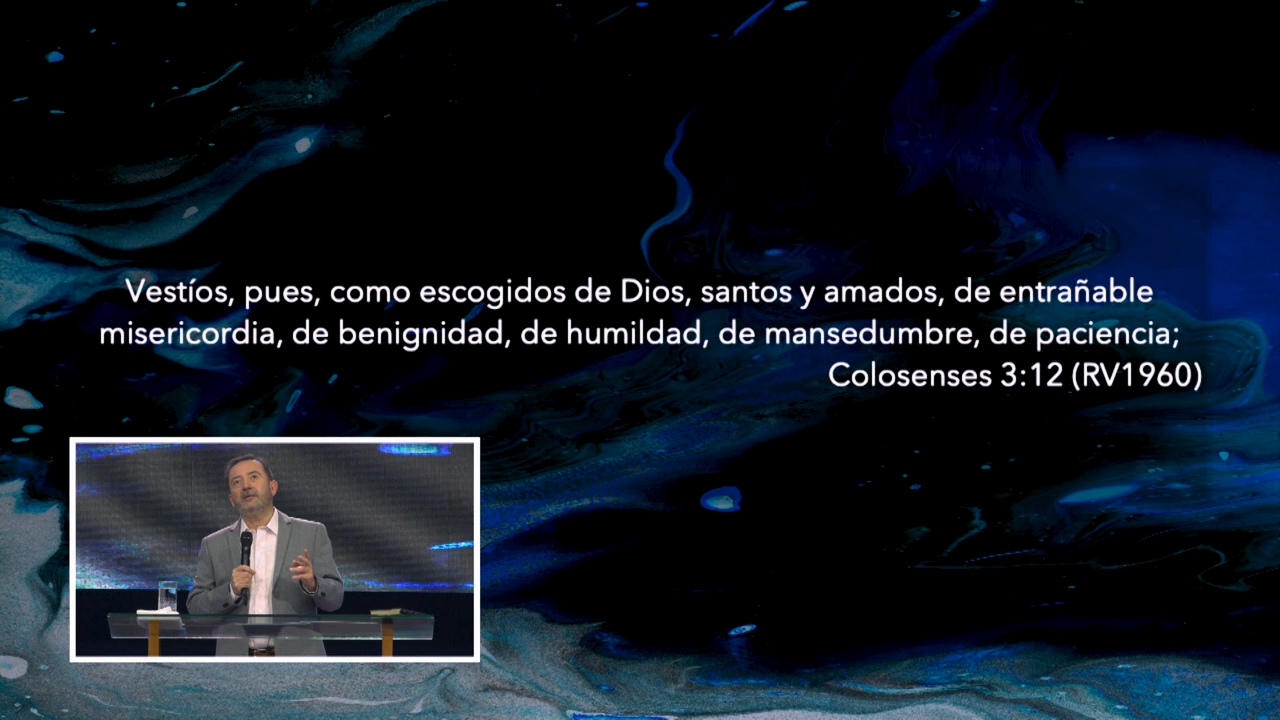 Vestíos, pues, como escogidos de Dios, santos y amados, de entrañable
misericordia, de benignidad, de humildad, de mansedumbre, de paciencia;
Colosenses 3:12 (RV1960)